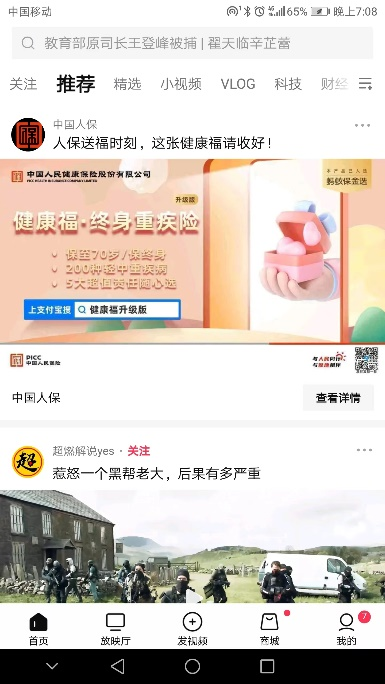 中国移动
65% 晚上7:08
教育部原司长王登峰被捕 | 翟天临辛芷蕾
关注 推荐 精选 小视频 VLOG 科技 财经
中国人保
人保送福时刻，这张健康福请收好！
中国人民健康保险股份有限公司
本产品已入选
蚂蚁保金选
升级版
健康福·终身重疾险
• 保至70岁/保终身
• 200种轻中重疾病
• 5大超值责任随心选
上支付宝搜 健康福升级版
PICC
中国人民保险
中国人保
查看详情
超燃解说yes · 关注
惹怒一个黑帮老大，后果有多严重
首页 放映厅 发视频 商城 我的
7